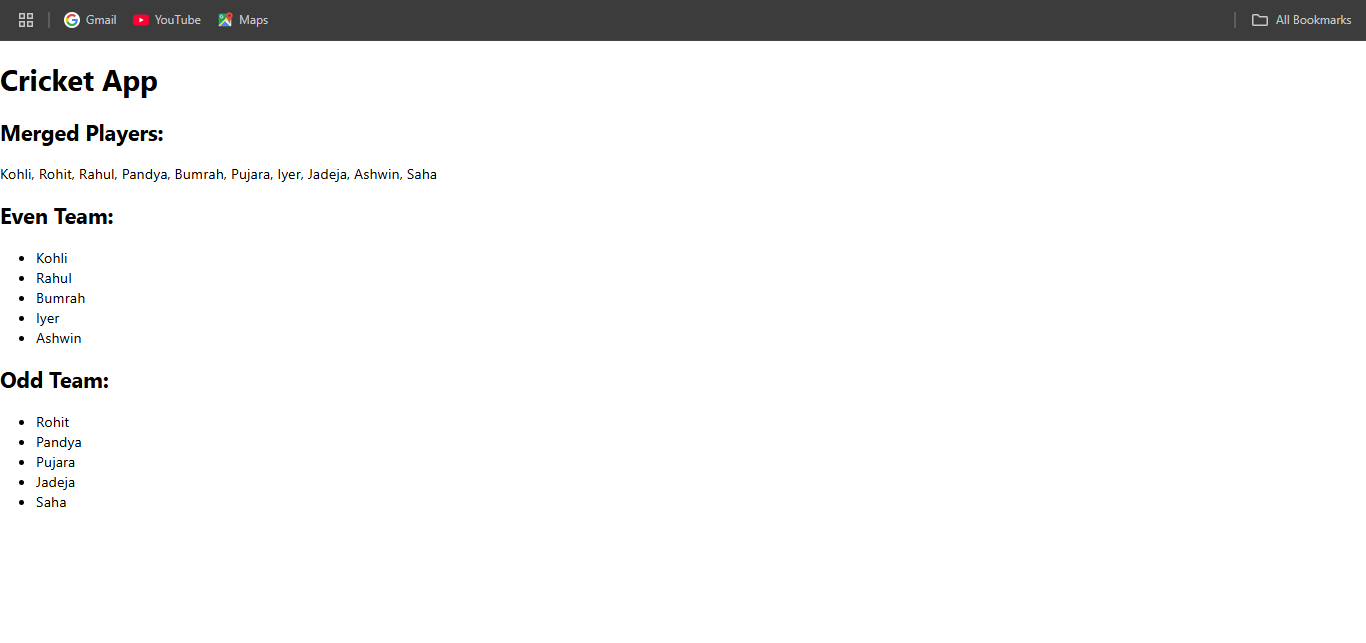 Gmail YouTube Maps All Bookmarks
Cricket App
Merged Players:
Kohli, Rohit, Rahul, Pandya, Bumrah, Pujara, Iyer, Jadeja, Ashwin, Saha
Even Team:
Kohli
Rahul
Bumrah
Iyer
Ashwin
Odd Team:
Rohit
Pandya
Pujara
Jadeja
Saha